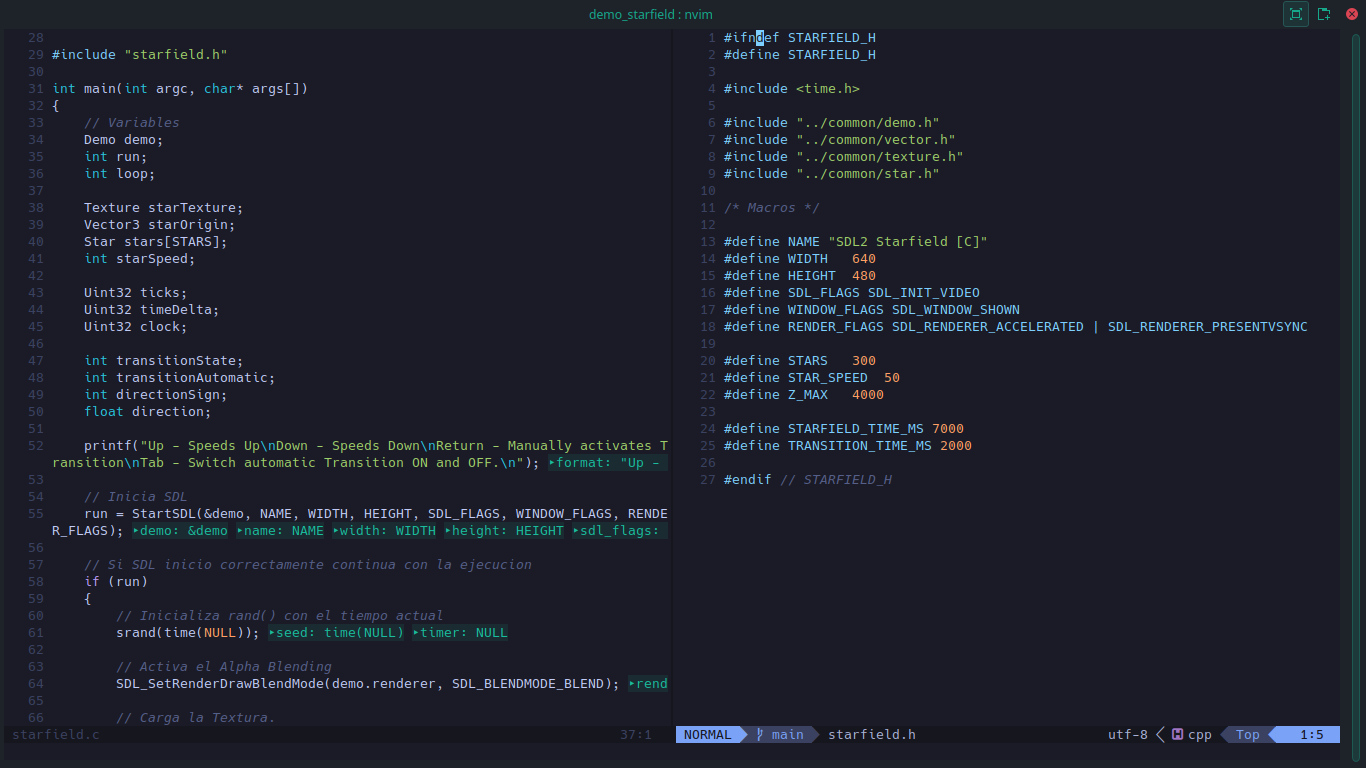 demo_starfield : nvim
28
29 #include "starfield.h"
30
31 int main(int argc, char* args[])
32 {
33     // Variables
34     Demo demo;
35     int run;
36     int loop;
37
38     Texture starTexture;
39     Vector3 starOrigin;
40     Star stars[STARS];
41     int starSpeed;
42
43     Uint32 ticks;
44     Uint32 timeDelta;
45     Uint32 clock;
46
47     int transitionState;
48     int transitionAutomatic;
49     int directionSign;
50     float direction;
51
52     printf("Up - Speeds Up\nDown - Speeds Down\nReturn - Manually activates T
ransition\nTab - Switch automatic Transition ON and OFF.\n"); ‣format: "Up -
53
54     // Inicia SDL
55     run = StartSDL(&demo, NAME, WIDTH, HEIGHT, SDL_FLAGS, WINDOW_FLAGS, RENDE
R_FLAGS); ‣demo: &demo ‣name: NAME ‣width: WIDTH ‣height: HEIGHT ‣sdl_flags:
56
57     // Si SDL inicio correctamente continua con la ejecucion
58     if (run)
59     {
60         // Inicializa rand() con el tiempo actual
61         srand(time(NULL)); ‣seed: time(NULL) ‣timer: NULL
62
63         // Activa el Alpha Blending
64         SDL_SetRenderDrawBlendMode(demo.renderer, SDL_BLENDMODE_BLEND); ‣rend
65
66         // Carga la Textura.
starfield.c 37:1
1 #ifndef STARFIELD_H
2 #define STARFIELD_H
3
4 #include <time.h>
5
6 #include "../common/demo.h"
7 #include "../common/vector.h"
8 #include "../common/texture.h"
9 #include "../common/star.h"
10
11 /* Macros */
12
13 #define NAME "SDL2 Starfield [C]"
14 #define WIDTH   640
15 #define HEIGHT  480
16 #define SDL_FLAGS SDL_INIT_VIDEO
17 #define WINDOW_FLAGS SDL_WINDOW_SHOWN
18 #define RENDER_FLAGS SDL_RENDERER_ACCELERATED | SDL_RENDERER_PRESENTVSYNC
19
20 #define STARS   300
21 #define STAR_SPEED  50
22 #define Z_MAX   4000
23
24 #define STARFIELD_TIME_MS 7000
25 #define TRANSITION_TIME_MS 2000
26
27 #endif // STARFIELD_H
NORMAL main starfield.h utf-8 cpp Top 1:5